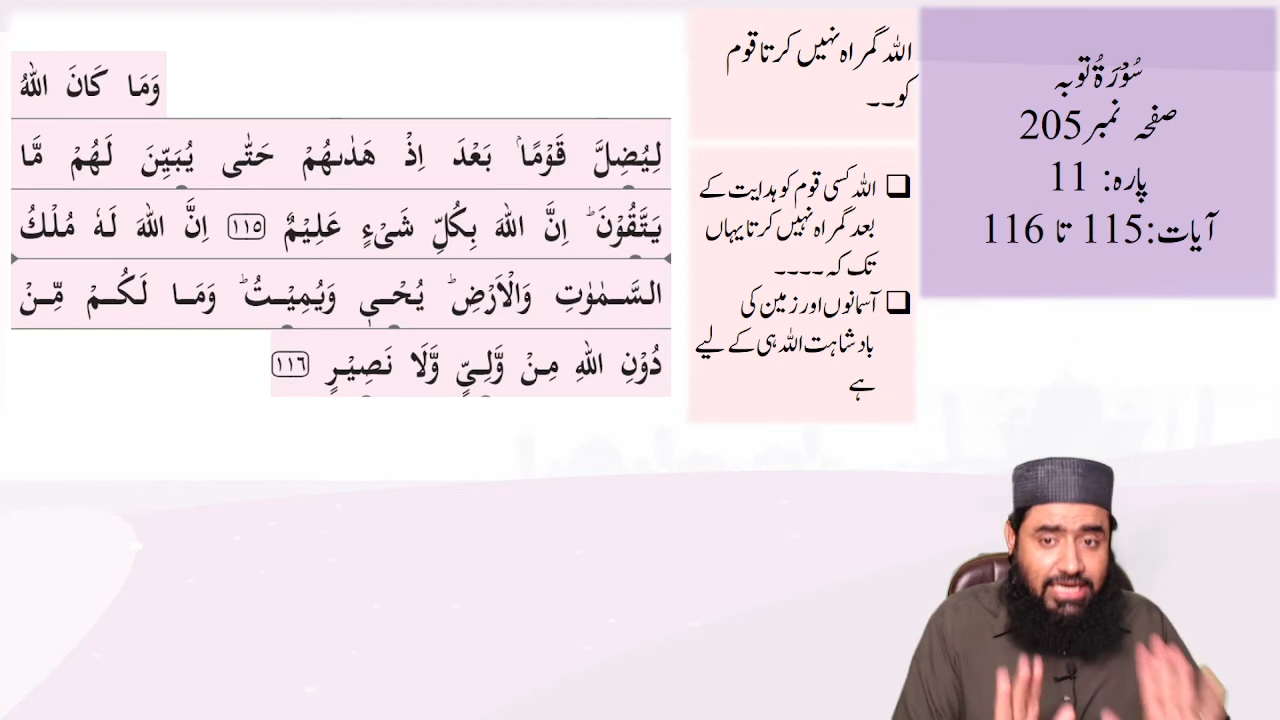 سُوۡرَةُ توبہ
صفحہ نمبر205
پارہ: 11
آیات:115 تا 116
اللہ گمراہ نہیں کرتا قوم
کو۔۔
❑ اللہ کسی قوم کو ہدایت کے
بعد گمراہ نہیں کرتا یہاں
تک کہ ۔۔۔۔
❑ آسمانوں اور زمین کی
بادشاہت اللہ ہی کے لیے
ہے
وَمَا كَانَ اللّٰهُ
لِيُضِلَّ قَوْمًۢا بَعْدَ اِذْ هَدٰىهُمْ حَتّٰى يُبَيِّنَ لَهُمْ مَّا
يَتَّقُوْنَ ؕ اِنَّ اللّٰهَ بِكُلِّ شَىْءٍ عَلِيْمٌ ١١٥ اِنَّ اللّٰهَ لَهٗ مُلْكُ
السَّمٰوٰتِ وَالْاَرْضِ ؕ يُحْىٖ وَيُمِيْتُ ؕ وَمَا لَكُمْ مِّنْ
دُوْنِ اللّٰهِ مِنْ وَّلِىٍّ وَّلَا نَصِيْرٍ ١١٦